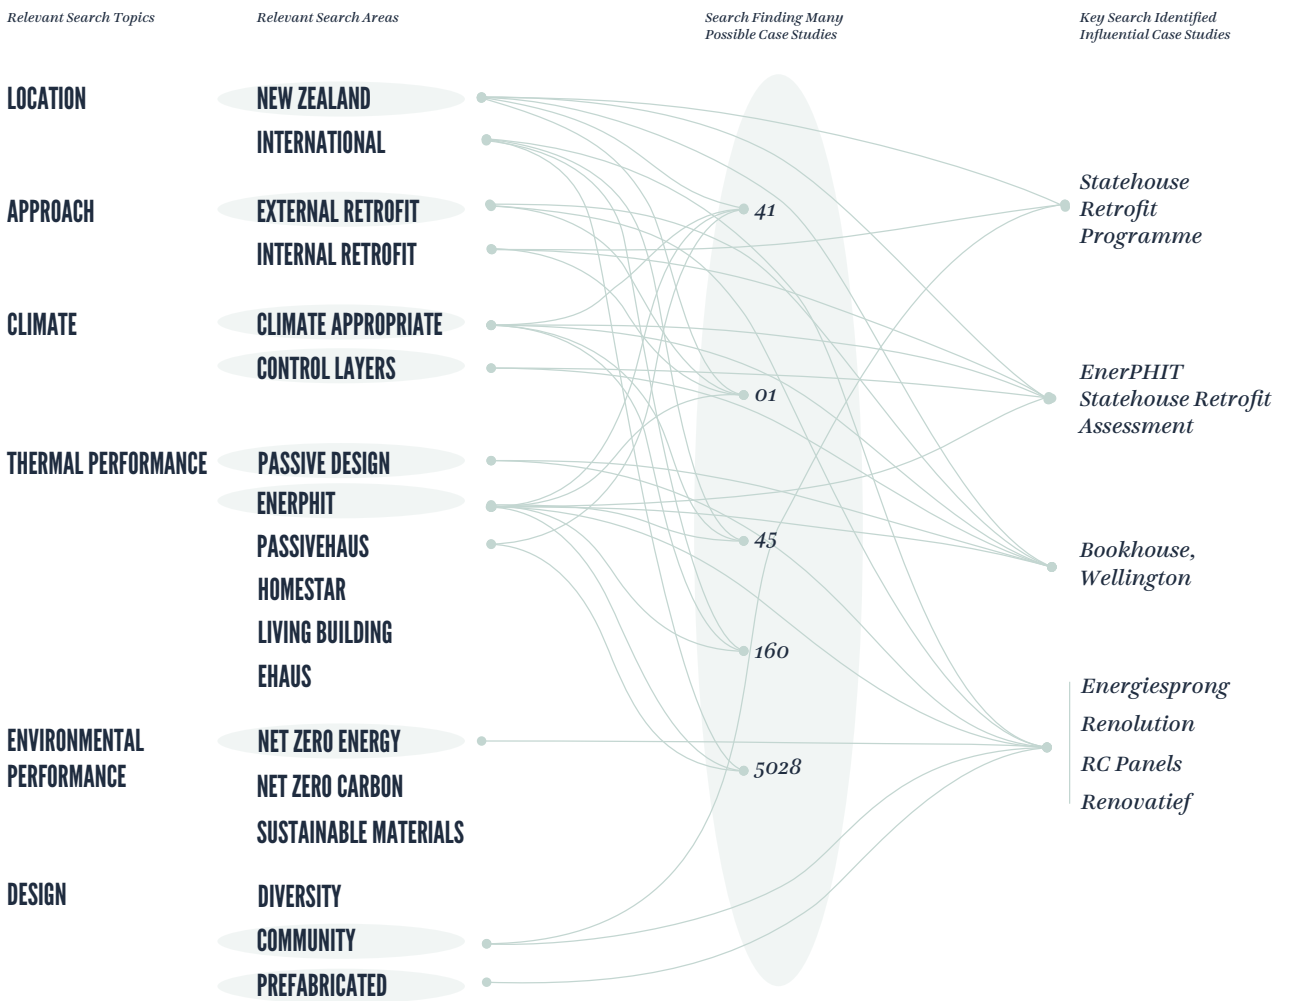 Relevant Search Topics
Relevant Search Areas
Search Finding Many
Possible Case Studies
Key Search Identified
Influential Case Studies
LOCATION
NEW ZEALAND
INTERNATIONAL
APPROACH
EXTERNAL RETROFIT
INTERNAL RETROFIT
CLIMATE
CLIMATE APPROPRIATE
CONTROL LAYERS
THERMAL PERFORMANCE
PASSIVE DESIGN
ENERPHIT
PASSIVEHAUS
HOMESTAR
LIVING BUILDING
EHAUS
ENVIRONMENTAL
PERFORMANCE
NET ZERO ENERGY
NET ZERO CARBON
SUSTAINABLE MATERIALS
DESIGN
DIVERSITY
COMMUNITY
PREFABRICATED
41
01
45
160
5028
Statehouse
Retrofit
Programme
EnerPHIT
Statehouse Retrofit
Assessment
Bookhouse,
Wellington
Energiesprong
Renolution
RC Panels
Renovatief